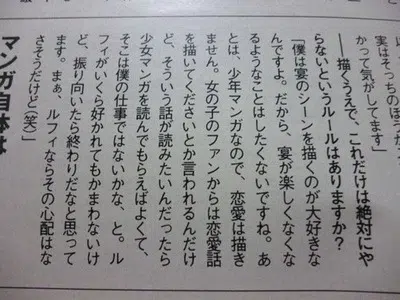 実はそっちのほうが
かって気がしてます」
――描くうえで、これだけは絶対にや
らないというルールはありますか？
「僕は宴のシーンを描くのが大好きな
んですよ。だから、宴が楽しくなくな
るようなことはしたくないですね。あ
とは、少年マンガなので、恋愛は描き
ません。女の子のファンからは恋愛話
を描いてくださいとか言われるんだけ
ど、そういう話が読みたいんだったら
少女マンガを読んでもらえばよくて、
そこは僕の仕事ではないかな、と。ル
フィがいくら好かれてもかまわないけ
ど、振り向いたら終わりだなと思って
ます。まぁ、ルフィならその心配はな
さそうだけど（笑）」
マンガ自体は